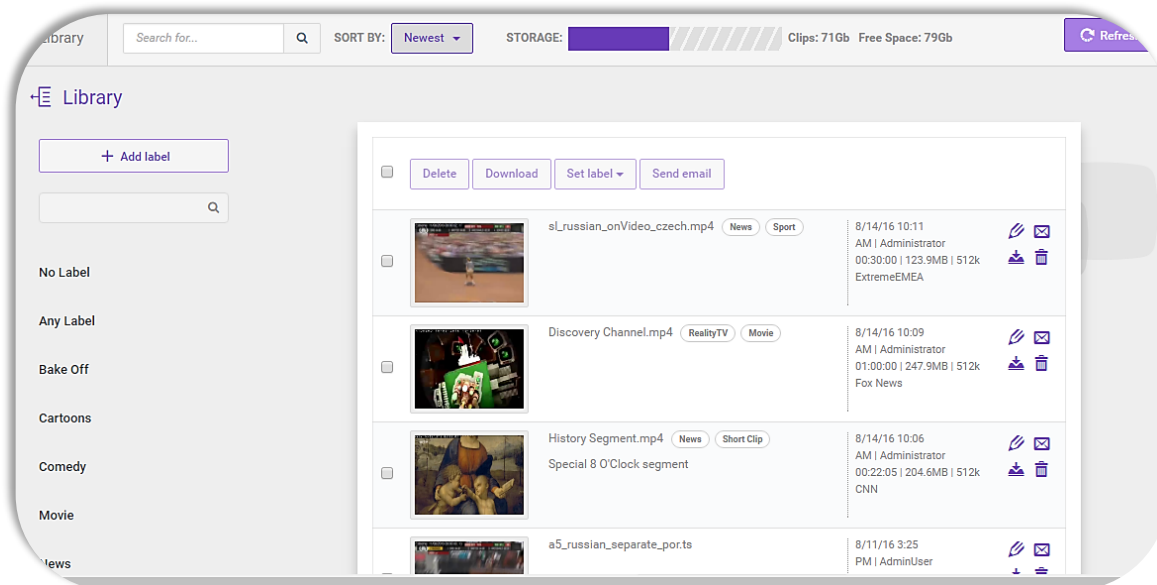 Library
Search for...
SORT BY:
Newest
STORAGE:
Clips: 71Gb Free Space: 79Gb
Library
Add label
Delete
Download
Set label
Send email
sl_russian_onVideo_czech.mp4 News Sport
8/14/16 10:11
AM | Administrator
00:30:00 | 123.9MB | 512k
ExtremeEMEA
No Label
Any Label
Bake Off
Cartoons
Comedy
Movie
News
Discovery Channel.mp4 RealityTV Movie
8/14/16 10:09
AM | Administrator
01:00:00 | 247.9MB | 512k
Fox News
History Segment.mp4 News Short Clip
Special 8 O'Clock segment
8/14/16 10:06
AM | Administrator
00:22:05 | 204.6MB | 512k
CNN
a5_russian_separate_por.ts
8/11/16 3:25
PM | AdminUser